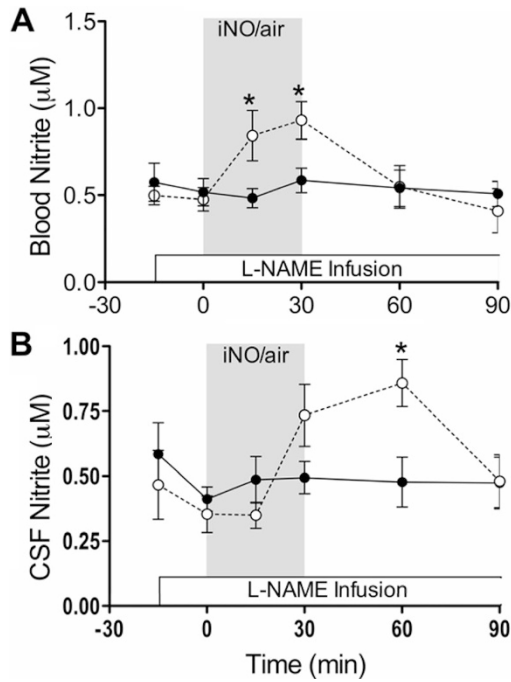 A
iNO/air
1.5
1.0
0.5
0.0
Blood Nitrite (μM)
* *
L-NAME Infusion
-30 0 30 60 90
B
iNO/air
1.00
0.75
0.50
0.25
0.00
CSF Nitrite (μM)
*
L-NAME Infusion
-30 0 30 60 90
Time (min)